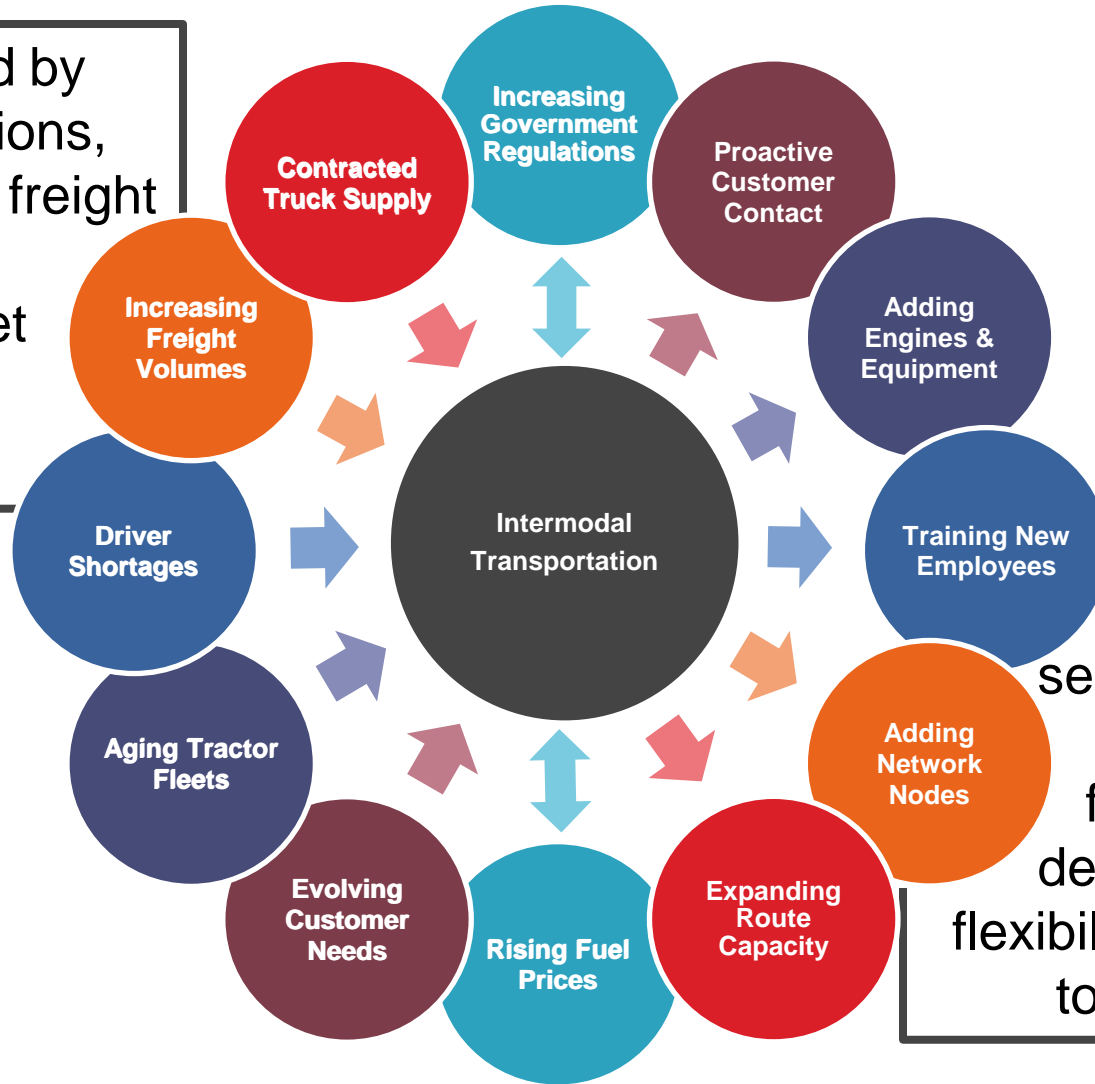 d by
ions,
freight
et
Increasing
Government
Regulations
Proactive
Customer
Contact
Adding
Engines &
Equipment
Training New
Employees
Adding
Network
Nodes
Expanding
Route
Capacity
Rising Fuel
Prices
Evolving
Customer
Needs
Aging Tractor
Fleets
Driver
Shortages
Increasing
Freight
Volumes
Contracted
Truck Supply
Intermodal
Transportation
se
f
de
flexibil
to